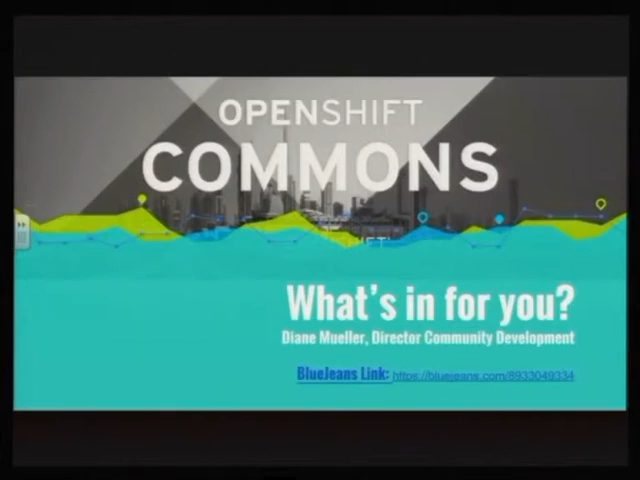 OPENSHIFT
COMMONS
What's in for you?
Diane Mueller, Director Community Development
BlueJeans Link: https://bluejeans.com/8933049334